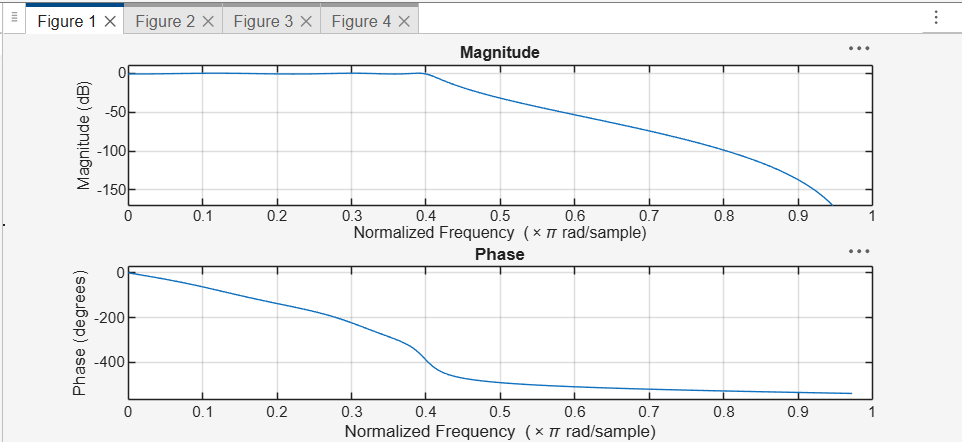 Figure 1 × Figure 2 × Figure 3 × Figure 4 ×
Magnitude
Magnitude (dB)
0
-50
-100
-150
0 0.1 0.2 0.3 0.4 0.5 0.6 0.7 0.8 0.9 1
Normalized Frequency (× π rad/sample)
Phase
Phase (degrees)
0
-200
-400
0 0.1 0.2 0.3 0.4 0.5 0.6 0.7 0.8 0.9 1
Normalized Frequency (× π rad/sample)